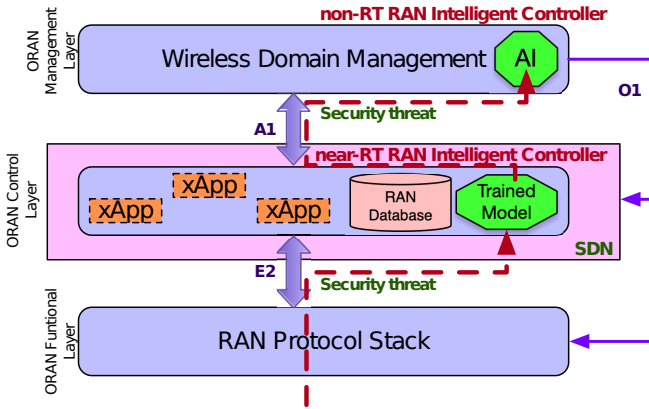 non-RT RAN Intelligent Controller
ORAN
Management
Layer
Wireless Domain Management
AI
O1
A1
Security threat
near-RT RAN Intelligent Controller
ORAN Control
Layer
xApp
xApp
xApp
RAN
Database
Trained
Model
SDN
E2
Security threat
ORAN Funtional
Layer
RAN Protocol Stack